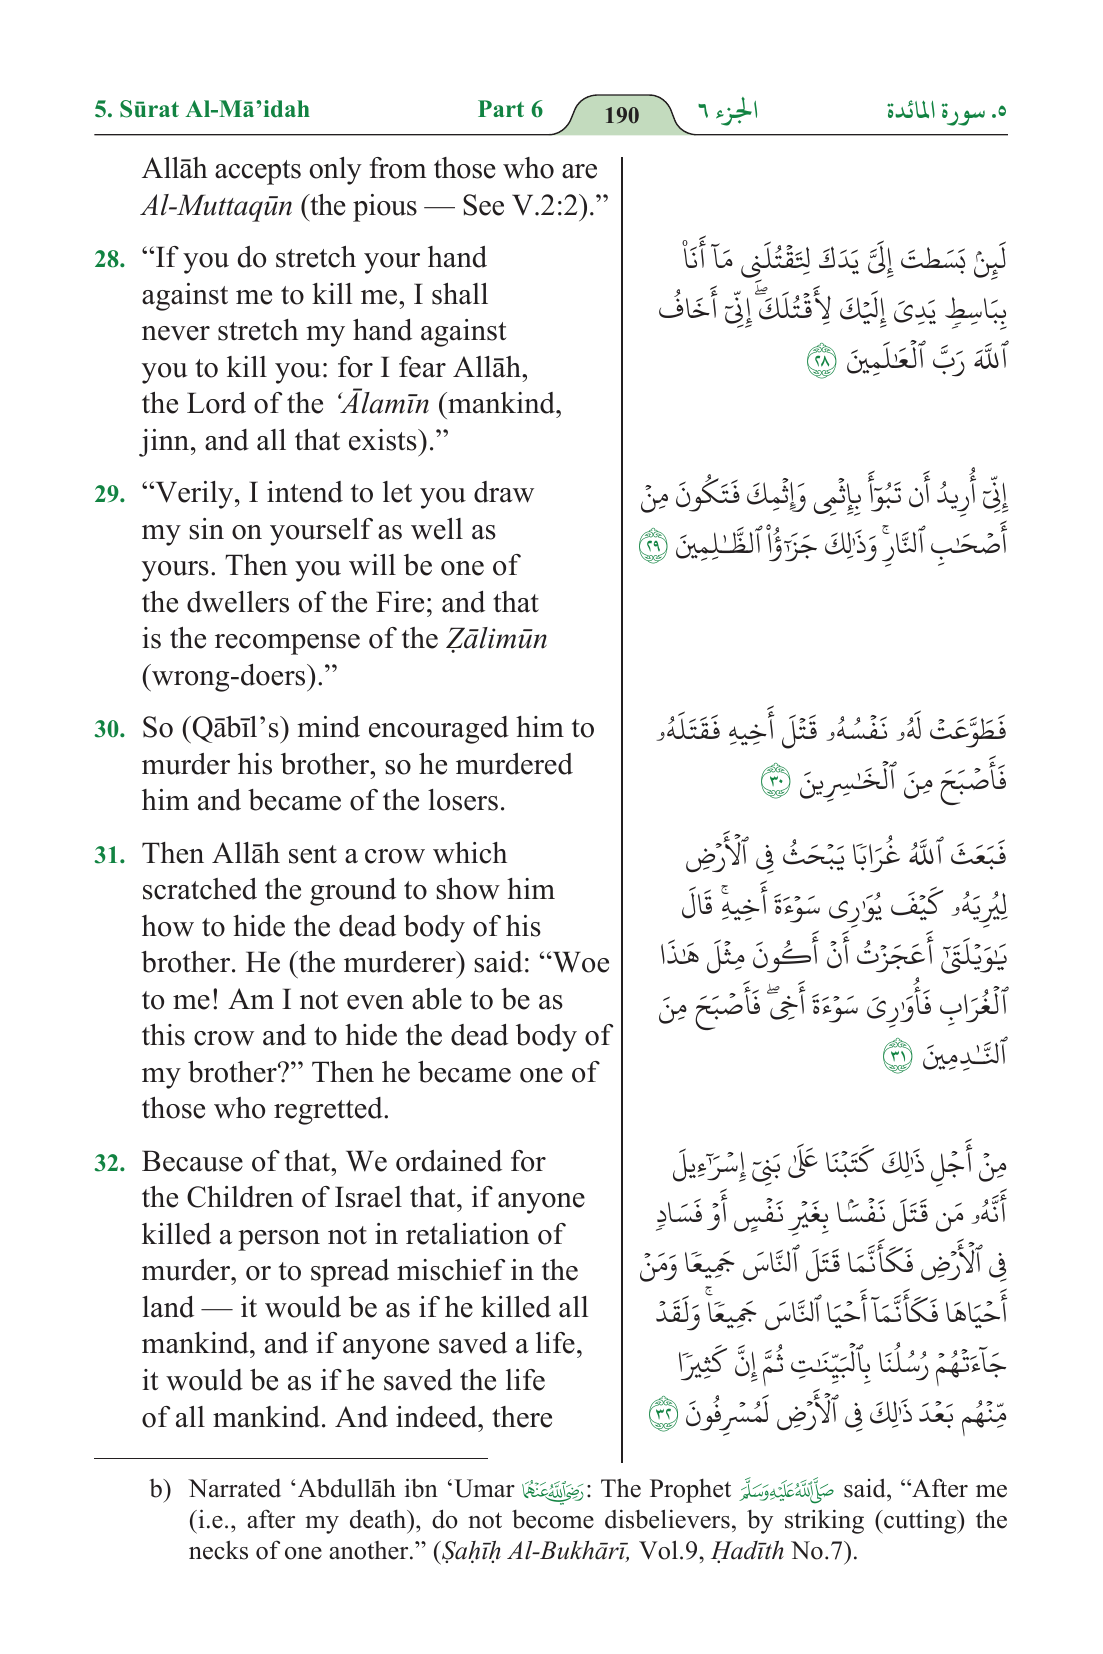 5. Sūrat Al-Mā’idah Part 6 190 الجزء ٦ ٥. سورة المائدة
Allāh accepts only from those who are
Al-Muttaqūn (the pious — See V.2:2).”
28. “If you do stretch your hand
against me to kill me, I shall
never stretch my hand against
you to kill you: for I fear Allāh,
the Lord of the ‘Ālamīn (mankind,
jinn, and all that exists).”
29. “Verily, I intend to let you draw
my sin on yourself as well as
yours. Then you will be one of
the dwellers of the Fire; and that
is the recompense of the Ẓālimūn
(wrong-doers).”
30. So (Qābīl’s) mind encouraged him to
murder his brother, so he murdered
him and became of the losers.
31. Then Allāh sent a crow which
scratched the ground to show him
how to hide the dead body of his
brother. He (the murderer) said: “Woe
to me! Am I not even able to be as
this crow and to hide the dead body of
my brother?” Then he became one of
those who regretted.
32. Because of that, We ordained for
the Children of Israel that, if anyone
killed a person not in retaliation of
murder, or to spread mischief in the
land — it would be as if he killed all
mankind, and if anyone saved a life,
it would be as if he saved the life
of all mankind. And indeed, there
لَئِنۢ بَسَطتَ إِلَيَّ يَدَكَ لِتَقۡتُلَنِي مَآ أَنَا۠
بِبَاسِطٖ يَدِيَ إِلَيۡكَ لِأَقۡتُلَكَۖ إِنِّيٓ أَخَافُ
ٱللَّهَ رَبَّ ٱلۡعَٰلَمِينَ ٢٨
إِنِّيٓ أُرِيدُ أَن تَبُوٓأَ بِإِثۡمِي وَإِثۡمِكَ فَتَكُونَ مِنۡ
أَصۡحَٰبِ ٱلنَّارِۚ وَذَٰلِكَ جَزَٰٓؤُاْ ٱلظَّٰلِمِينَ ٢٩
فَطَوَّعَتۡ لَهُۥ نَفۡسُهُۥ قَتۡلَ أَخِيهِ فَقَتَلَهُۥ
فَأَصۡبَحَ مِنَ ٱلۡخَٰسِرِينَ ٣٠
فَبَعَثَ ٱللَّهُ غُرَابٗا يَبۡحَثُ فِي ٱلۡأَرۡضِ
لِيُرِيَهُۥ كَيۡفَ يُوَٰرِي سَوۡءَةَ أَخِيهِۚ قَالَ
يَٰوَيۡلَتَىٰٓ أَعَجَزۡتُ أَنۡ أَكُونَ مِثۡلَ هَٰذَا
ٱلۡغُرَابِ فَأُوَٰرِيَ سَوۡءَةَ أَخِيۖ فَأَصۡبَحَ مِنَ
ٱلنَّٰدِمِينَ ٣١
مِنۡ أَجۡلِ ذَٰلِكَ كَتَبۡنَا عَلَىٰ بَنِيٓ إِسۡرَٰٓءِيلَ
أَنَّهُۥ مَن قَتَلَ نَفۡسَۢا بِغَيۡرِ نَفۡسٍ أَوۡ فَسَادٖ
فِي ٱلۡأَرۡضِ فَكَأَنَّمَا قَتَلَ ٱلنَّاسَ جَمِيعٗا وَمَنۡ
أَحۡيَاهَا فَكَأَنَّمَآ أَحۡيَا ٱلنَّاسَ جَمِيعٗاۚ وَلَقَدۡ
جَآءَتۡهُمۡ رُسُلُنَا بِٱلۡبَيِّنَٰتِ ثُمَّ إِنَّ كَثِيرٗا
مِّنۡهُم بَعۡدَ ذَٰلِكَ فِي ٱلۡأَرۡضِ لَمُسۡرِفُونَ ٣٢
b) Narrated ‘Abdullāh ibn ‘Umar رضي الله عنهما: The Prophet صلى الله عليه وسلم said, “After me
(i.e., after my death), do not become disbelievers, by striking (cutting) the
necks of one another.” (Ṣaḥīḥ Al-Bukhārī, Vol.9, Ḥadīth No.7).